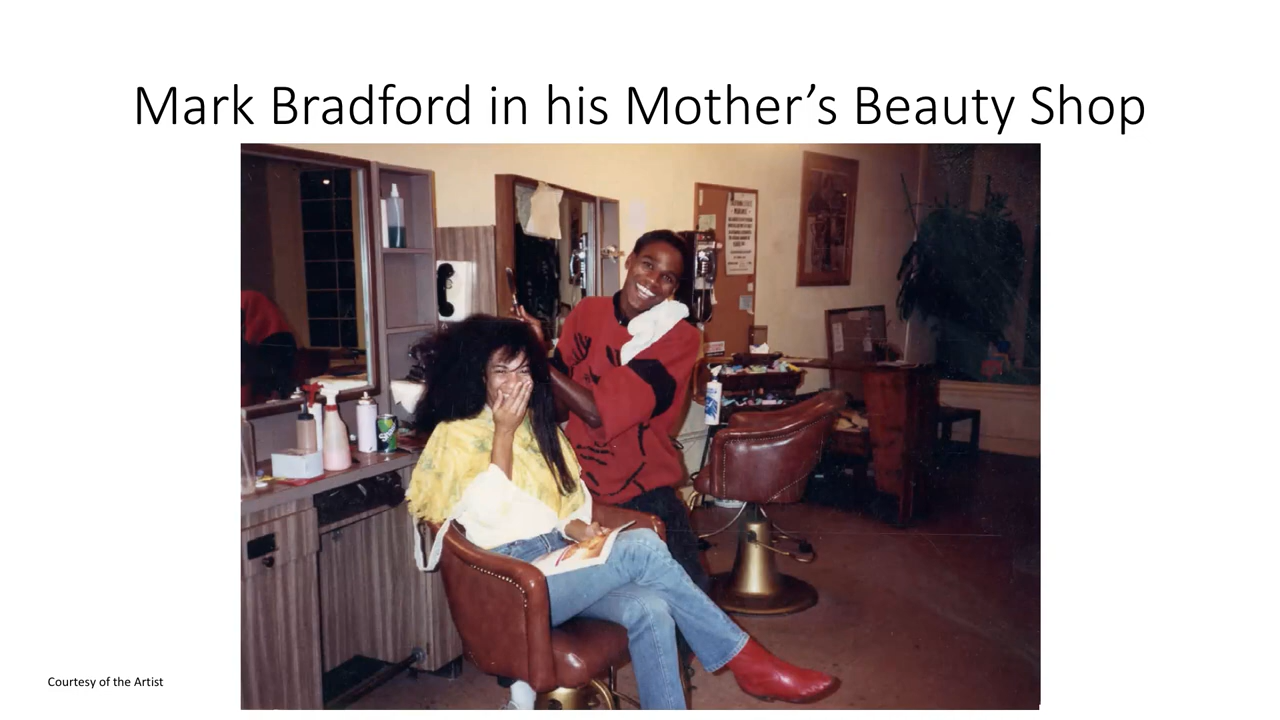 Mark Bradford in his Mother’s Beauty Shop
Courtesy of the Artist